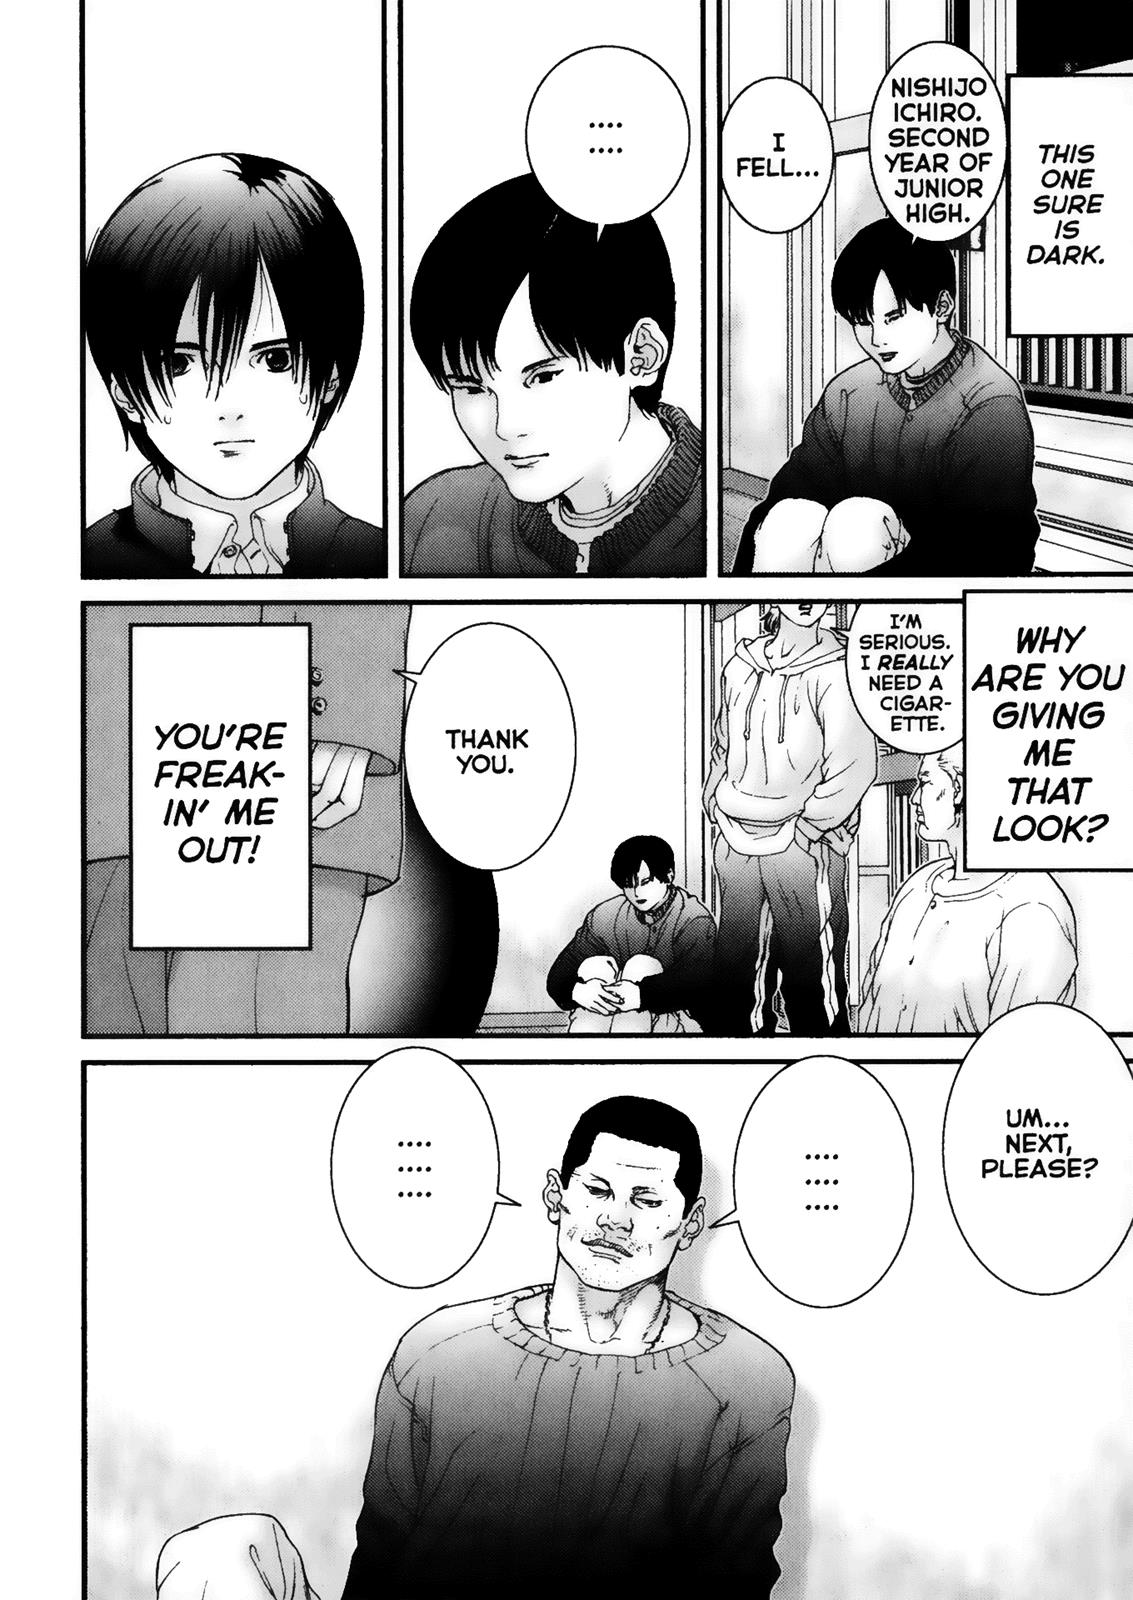 THIS
ONE
SURE
IS
DARK.
NISHIJO
ICHIRO.
SECOND
YEAR OF
JUNIOR
HIGH.
I
FELL...
....
....
WHY
ARE YOU
GIVING
ME
THAT
LOOK?
I'M
SERIOUS.
I REALLY
NEED A
CIGAR-
ETTE.
THANK
YOU.
YOU'RE
FREAK-
IN' ME
OUT!
UM...
NEXT,
PLEASE?
....
....
....
....
....
....